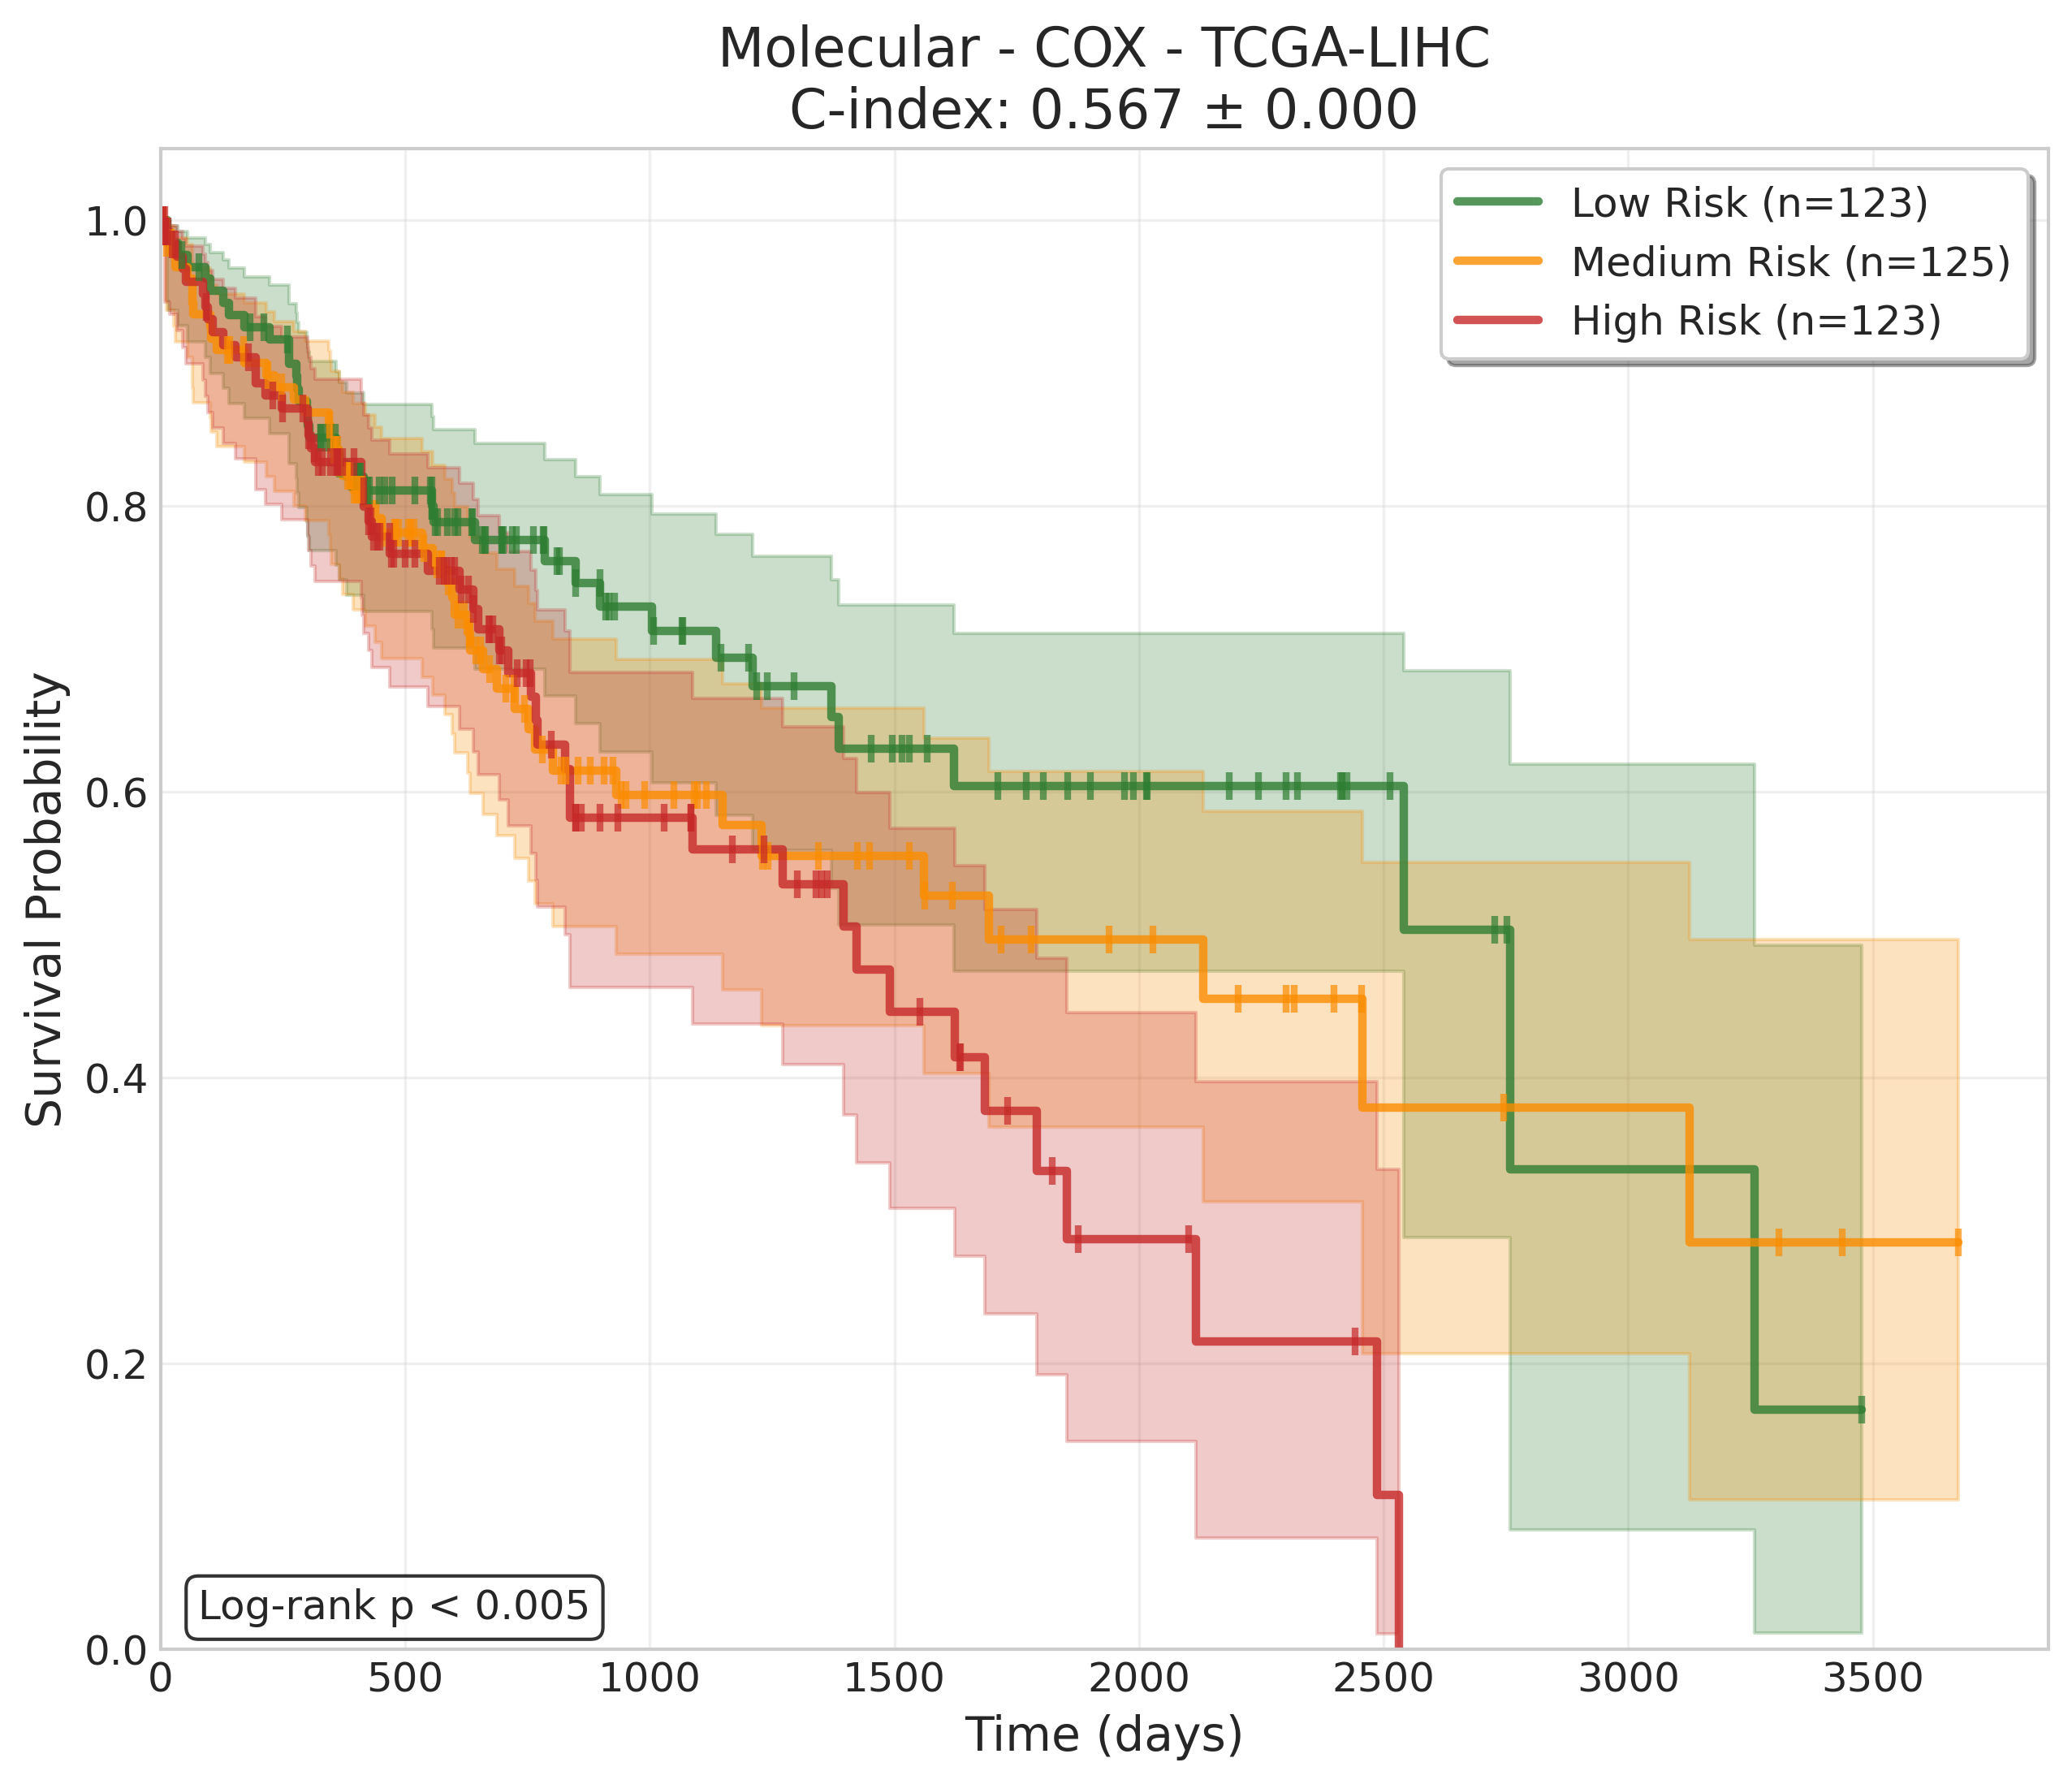 Molecular - COX - TCGA-LIHC
C-index: 0.567 ± 0.000
Low Risk (n=123)
Medium Risk (n=125)
High Risk (n=123)
Survival Probability
1.0
0.8
0.6
0.4
0.2
0.0
Log-rank p < 0.005
0 500 1000 1500 2000 2500 3000 3500
Time (days)